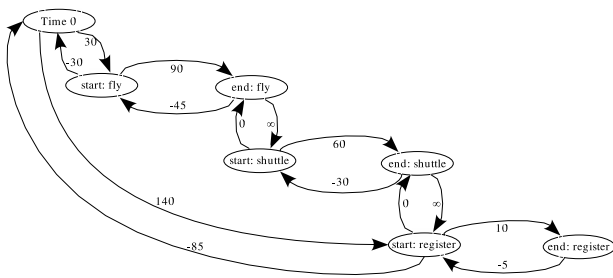 Time 0
30
-30
start: fly
90
end: fly
-45
0
∞
60
start: shuttle
end: shuttle
-30
0
∞
140
10
start: register
end: register
-85
-5